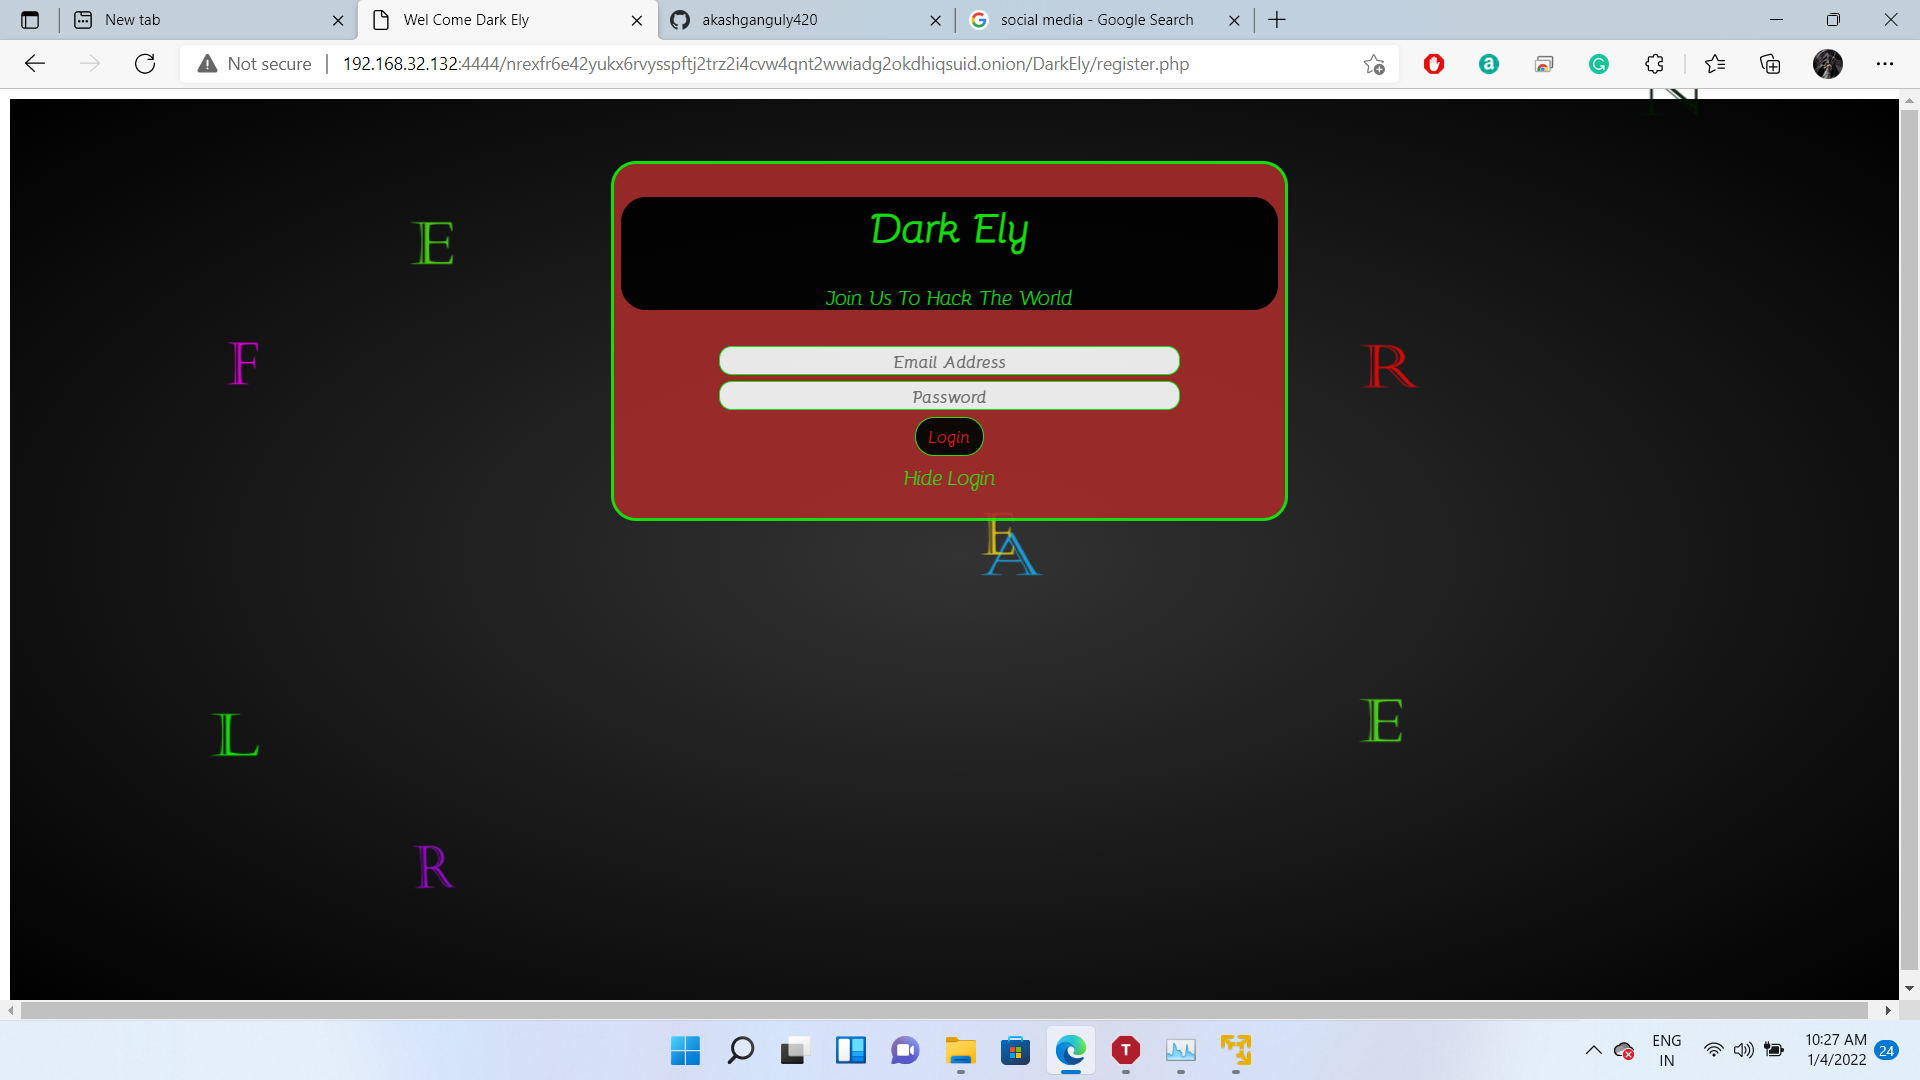 New tab
Wel Come Dark Ely
akashganguly420
social media - Google Search
Not secure
192.168.32.132:4444/nrexfr6e42yukx6rvysspftj2trz2i4cvw4qnt2wwiadg2okdhiqsuid.onion/DarkEly/register.php
N
Dark Ely
E
Join Us To Hack The World
F
Email Address
R
Password
Login
Hide Login
E
A
L
E
R
ENG
IN
10:27 AM
1/4/2022
24